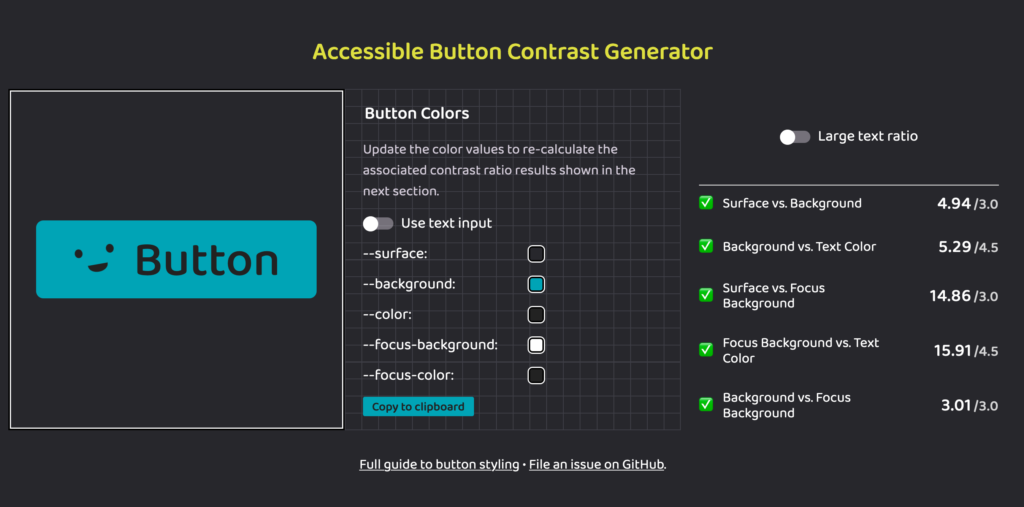 Accessible Button Contrast Generator
Button
Button Colors
Update the color values to re-calculate the
associated contrast ratio results shown in the
next section.
Use text input
--surface:
--background:
--color:
--focus-background:
--focus-color:
Copy to clipboard
Large text ratio
Surface vs. Background 4.94/3.0
Background vs. Text Color 5.29/4.5
Surface vs. Focus
Background 14.86/3.0
Focus Background vs. Text
Color 15.91/4.5
Background vs. Focus
Background 3.01/3.0
Full guide to button styling • File an issue on GitHub.